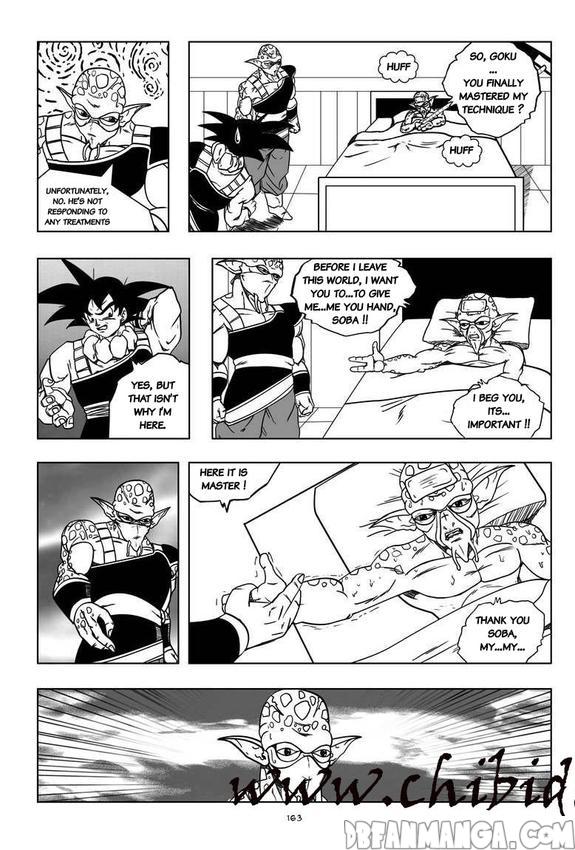 UNFORTUNATELY,
NO. HE'S NOT
RESPONDING TO
ANY TREATMENTS
HUFF
SO, GOKU
...
YOU FINALLY
MASTERED MY
TECHNIQUE ?
HUFF
YES, BUT
THAT ISN'T
WHY I'M
HERE.
BEFORE I LEAVE
THIS WORLD, I WANT
YOU TO...TO GIVE
ME...ME YOU HAND,
SOBA !!
I BEG YOU,
ITS...
IMPORTANT !!
HERE IT IS
MASTER !
THANK YOU
SOBA,
MY...MY...
www.chibid.
163
DBFANMANGA.COM